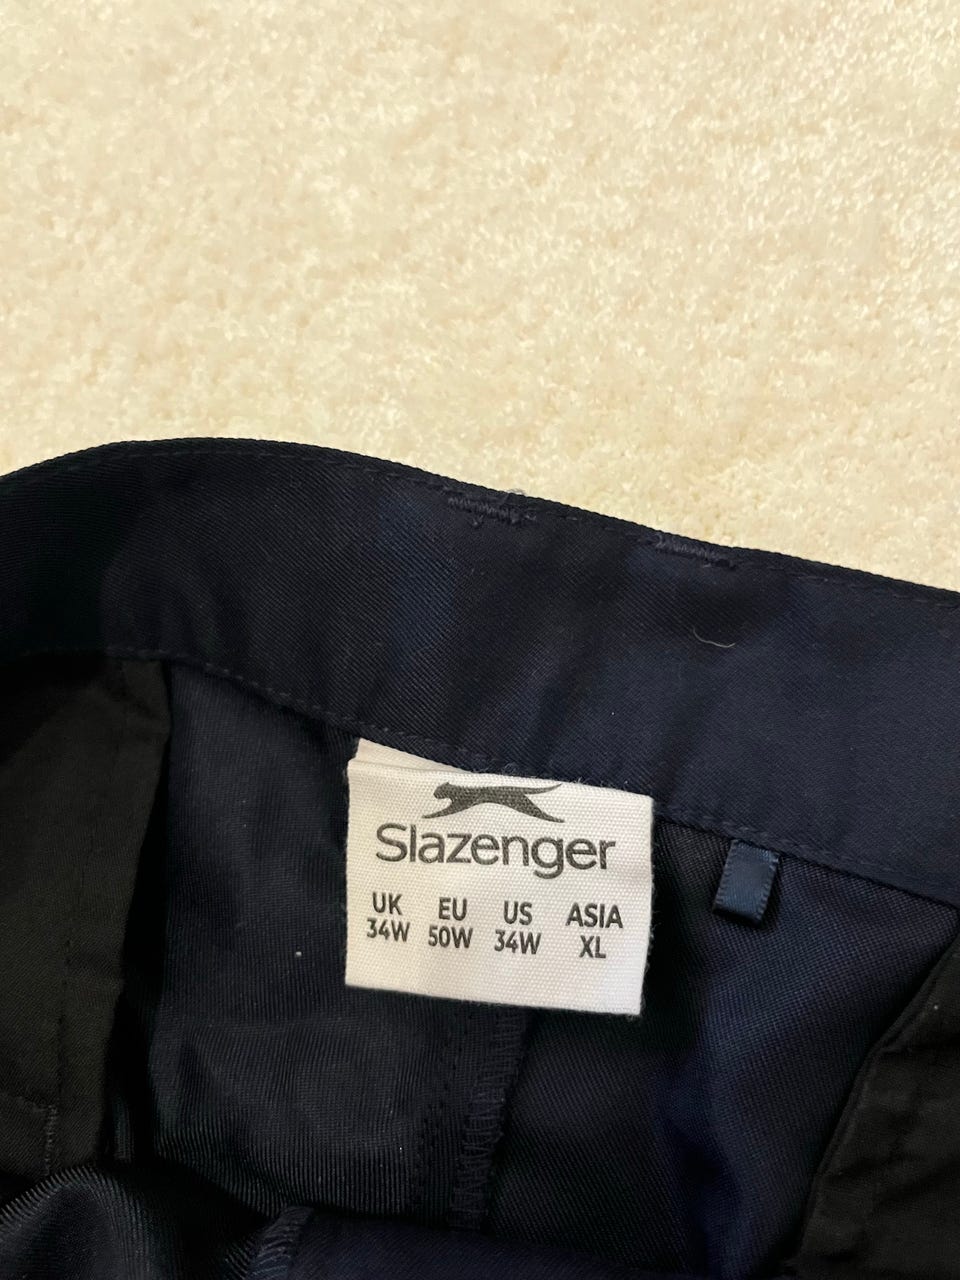 Slazenger
UK EU US ASIA
34W 50W 34W XL